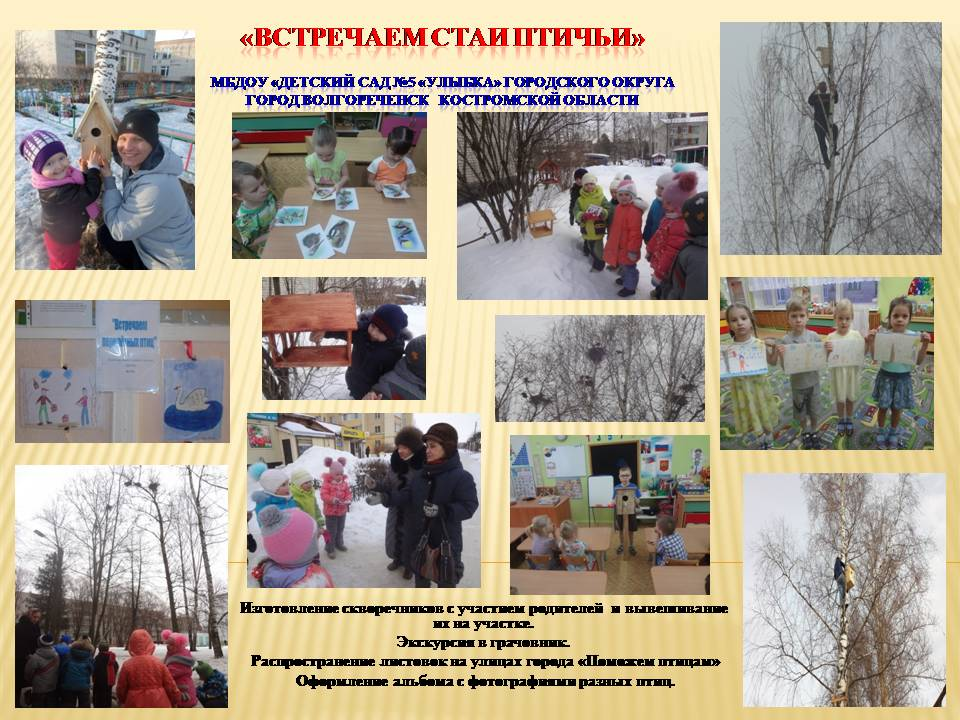 «ВСТРЕЧАЕМ СТАИ ПТИЧЬИ»
МБДОУ «ДЕТСКИЙ САД №5 «УЛЫБКА» ГОРОДСКОГО ОКРУГА
ГОРОД ВОЛГОРЕЧЕНСК КОСТРОМСКОЙ ОБЛАСТИ
"Встречаем
птиц"
Изготовление скворечников с участием родителей и вывешивание
их на участке.
Экскурсия в грачовник.
Распространение листовок на улицах города «Поможем птицам»
Оформление альбома с фотографиями разных птиц.